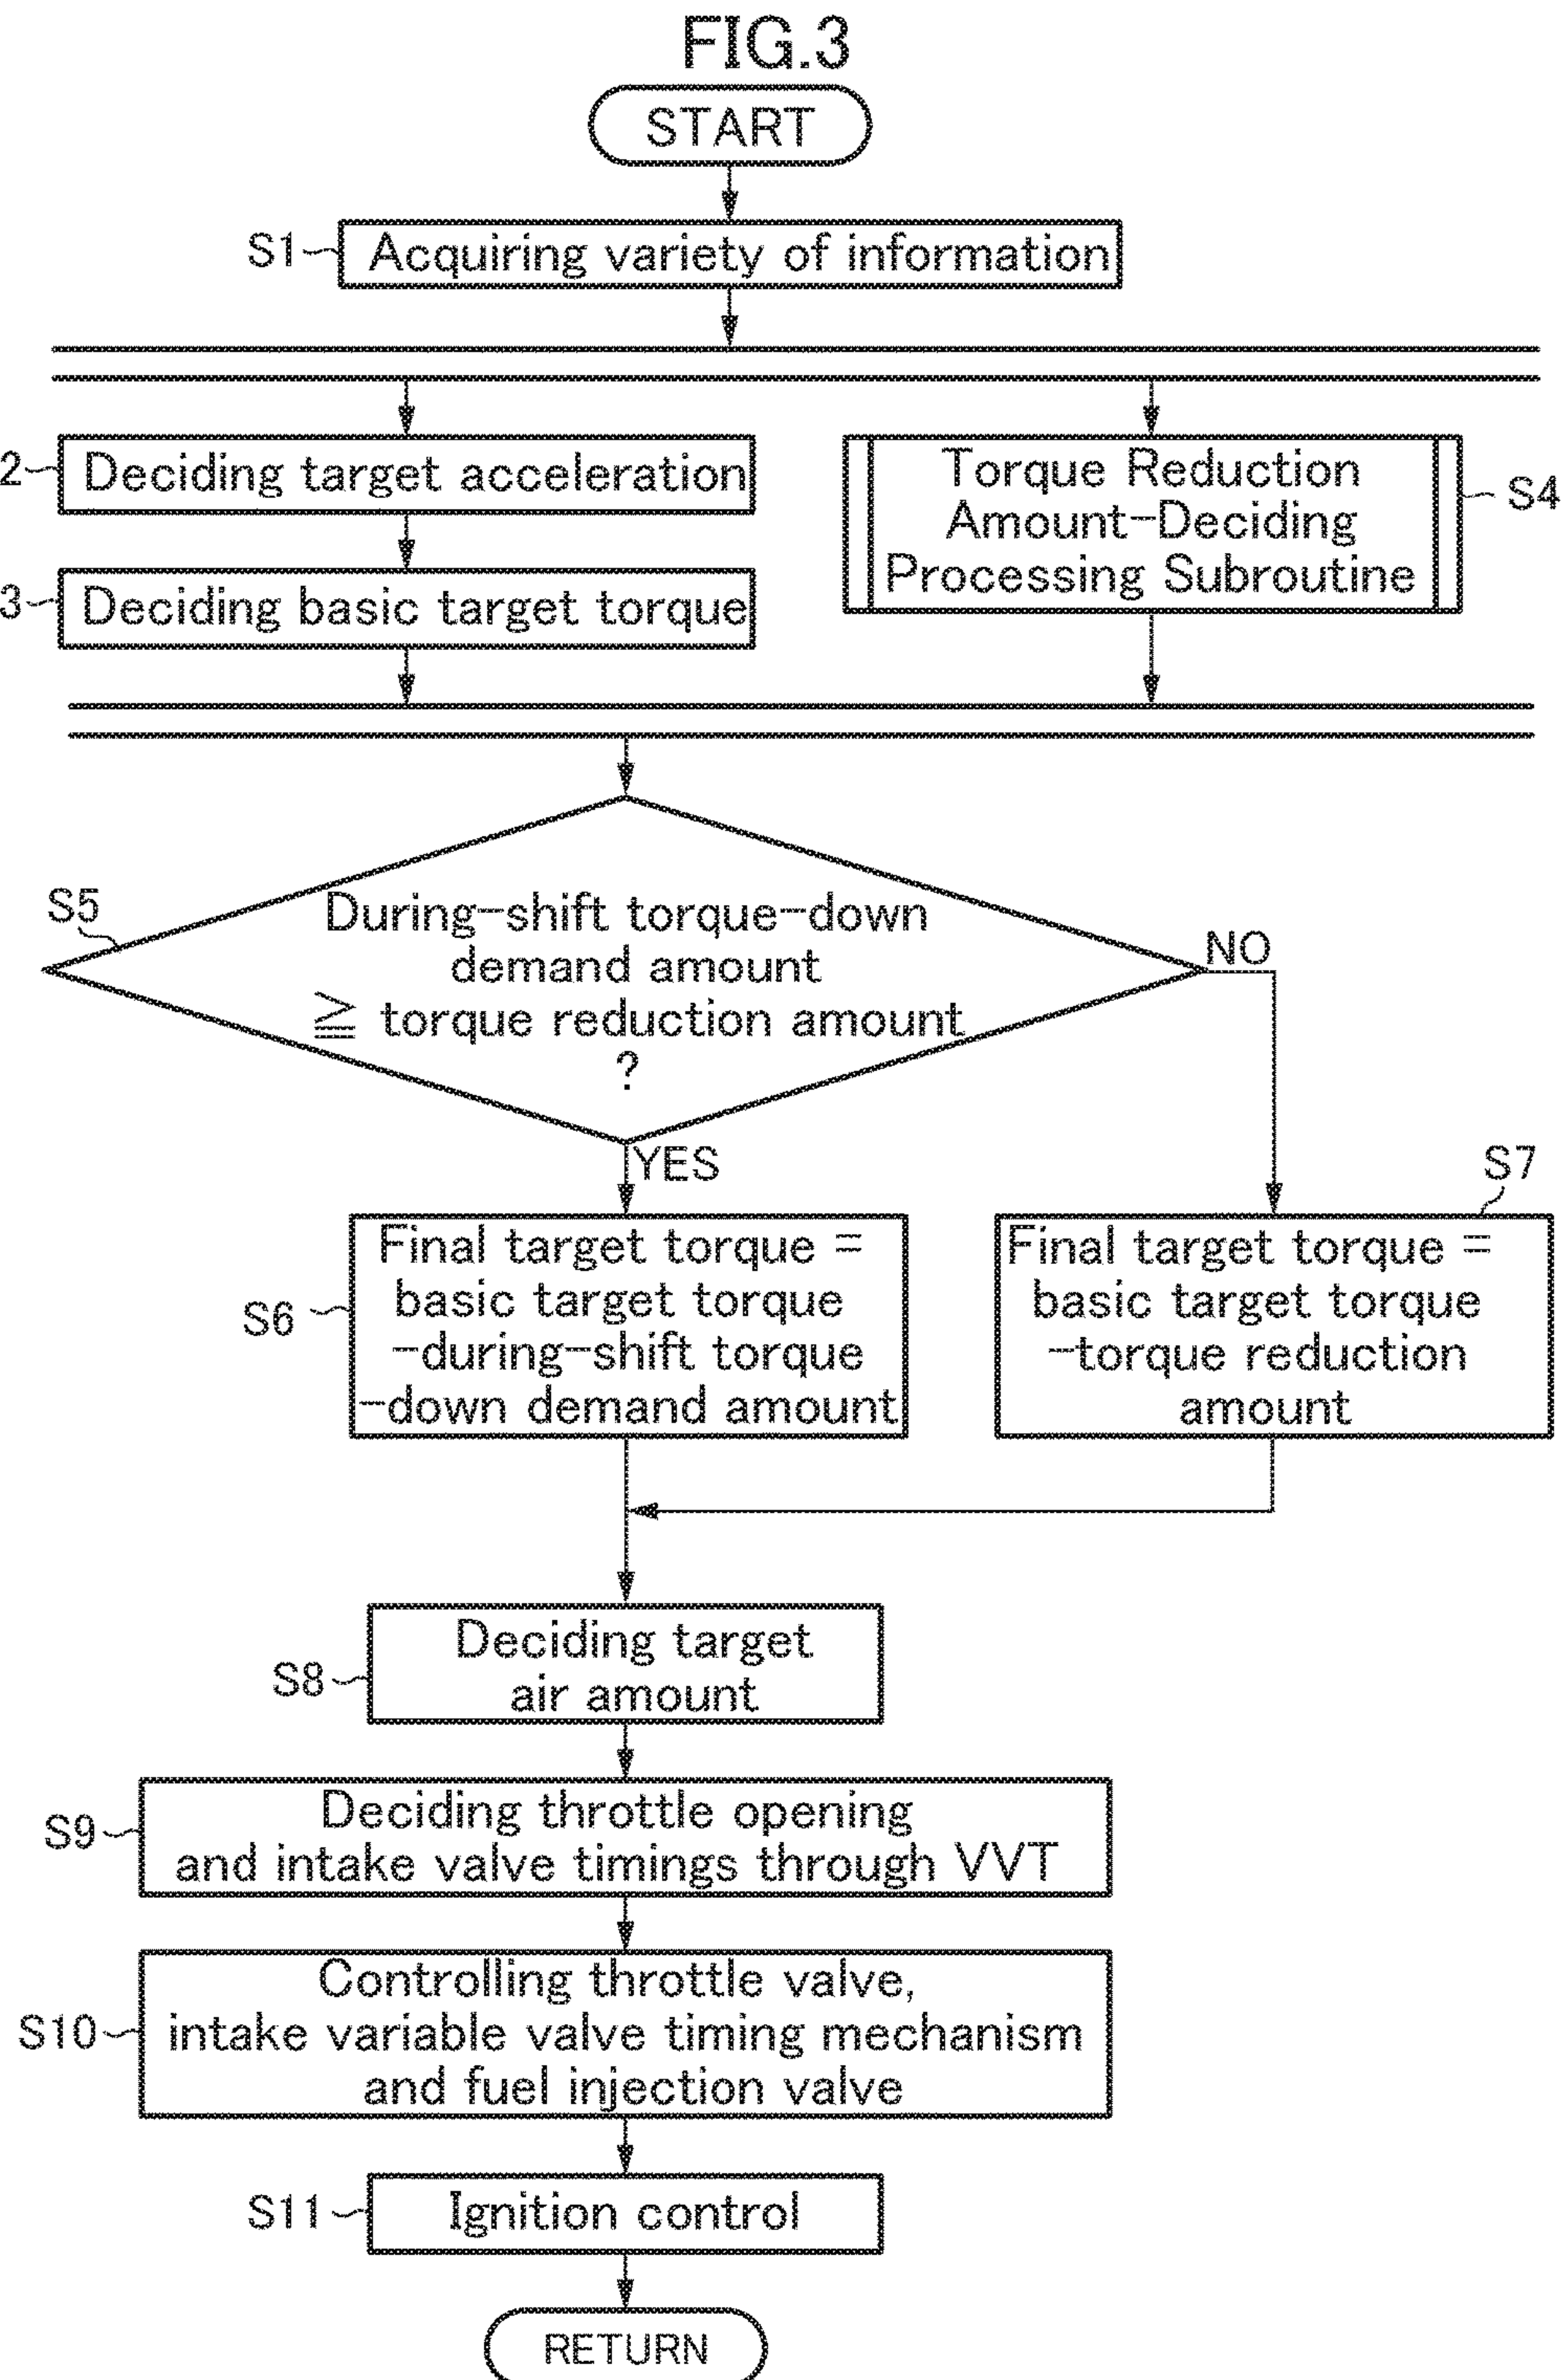 FIG.3
START
S1
Acquiring variety of information
2
Deciding target acceleration
3
Deciding basic target torque
Torque Reduction
Amount-Deciding
Processing Subroutine
S4
S5
During-shift torque-down
demand amount
≧ torque reduction amount
?
NO
YES
S6
Final target torque =
basic target torque
-during-shift torque
-down demand amount
S7
Final target torque =
basic target torque
-torque reduction
amount
S8
Deciding target
air amount
S9
Deciding throttle opening
and intake valve timings through VVT
S10
Controlling throttle valve,
intake variable valve timing mechanism
and fuel injection valve
S11
Ignition control
RETURN